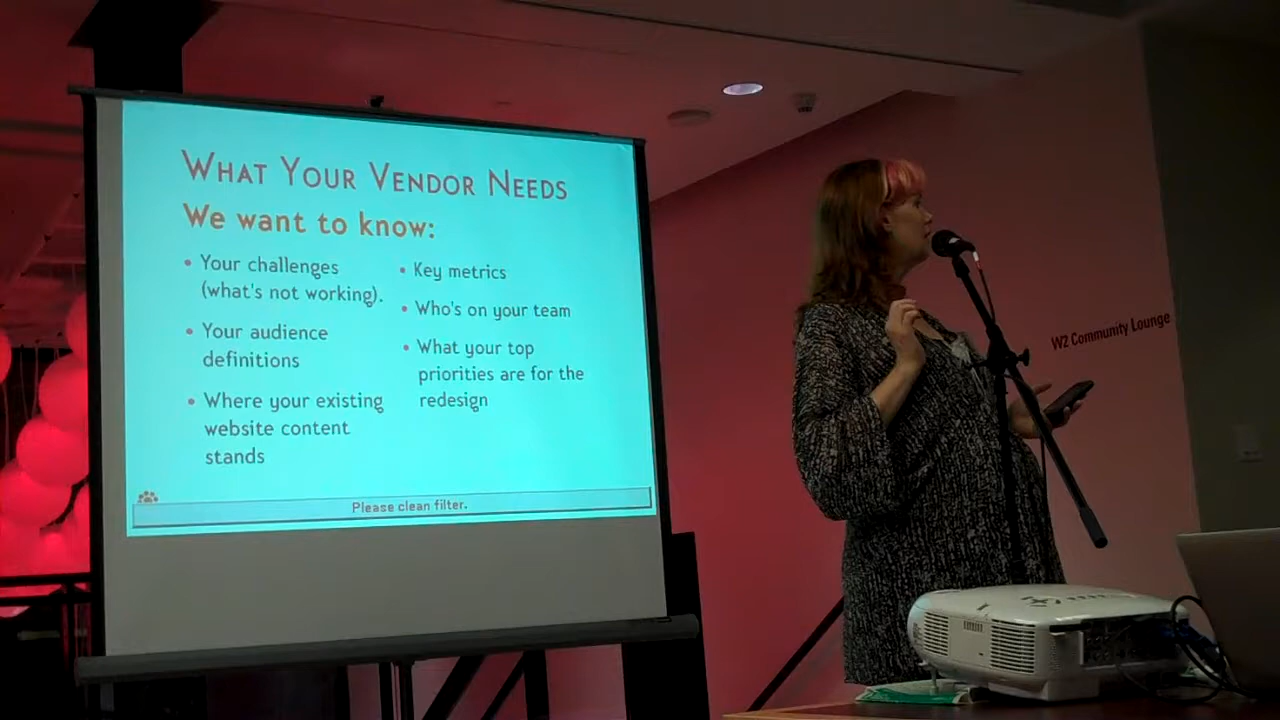 What Your Vendor Needs
We want to know:
• Your challenges
(what's not working).
• Your audience
definitions
• Where your existing
website content
stands
• Key metrics
• Who's on your team
• What your top
priorities are for the
redesign
Please clean filter.
W2 Community Lounge